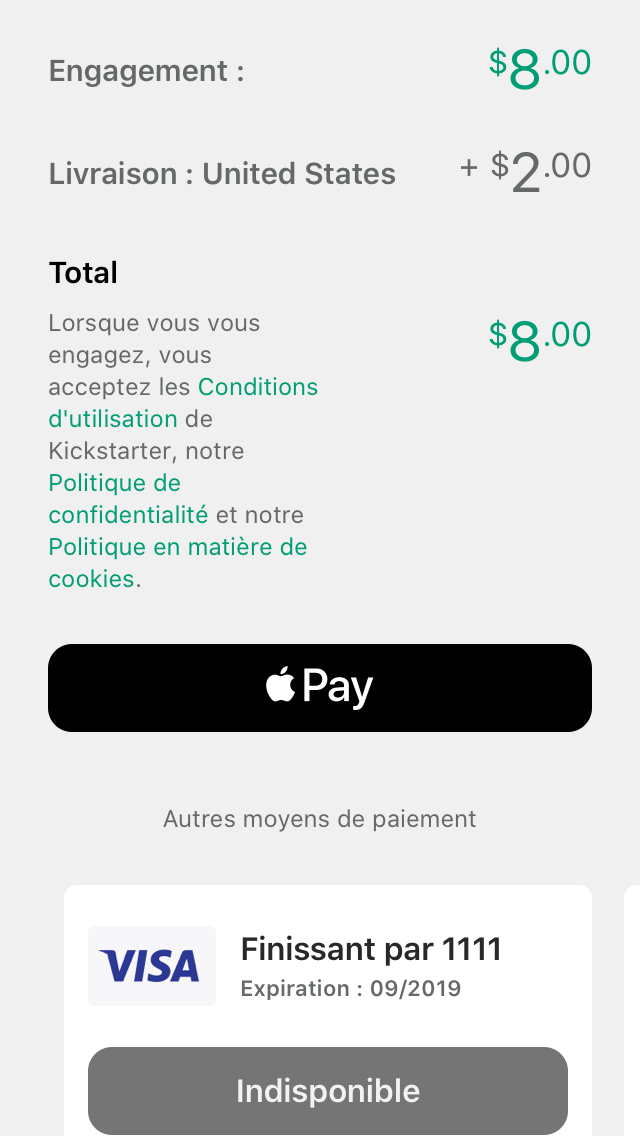 Engagement : $8.00
Livraison : United States + $2.00
Total
Lorsque vous vous
engagez, vous
acceptez les Conditions
d'utilisation de
Kickstarter, notre
Politique de
confidentialité et notre
Politique en matière de
cookies.
$8.00
Pay
Autres moyens de paiement
VISA
Finissant par 1111
Expiration : 09/2019
Indisponible